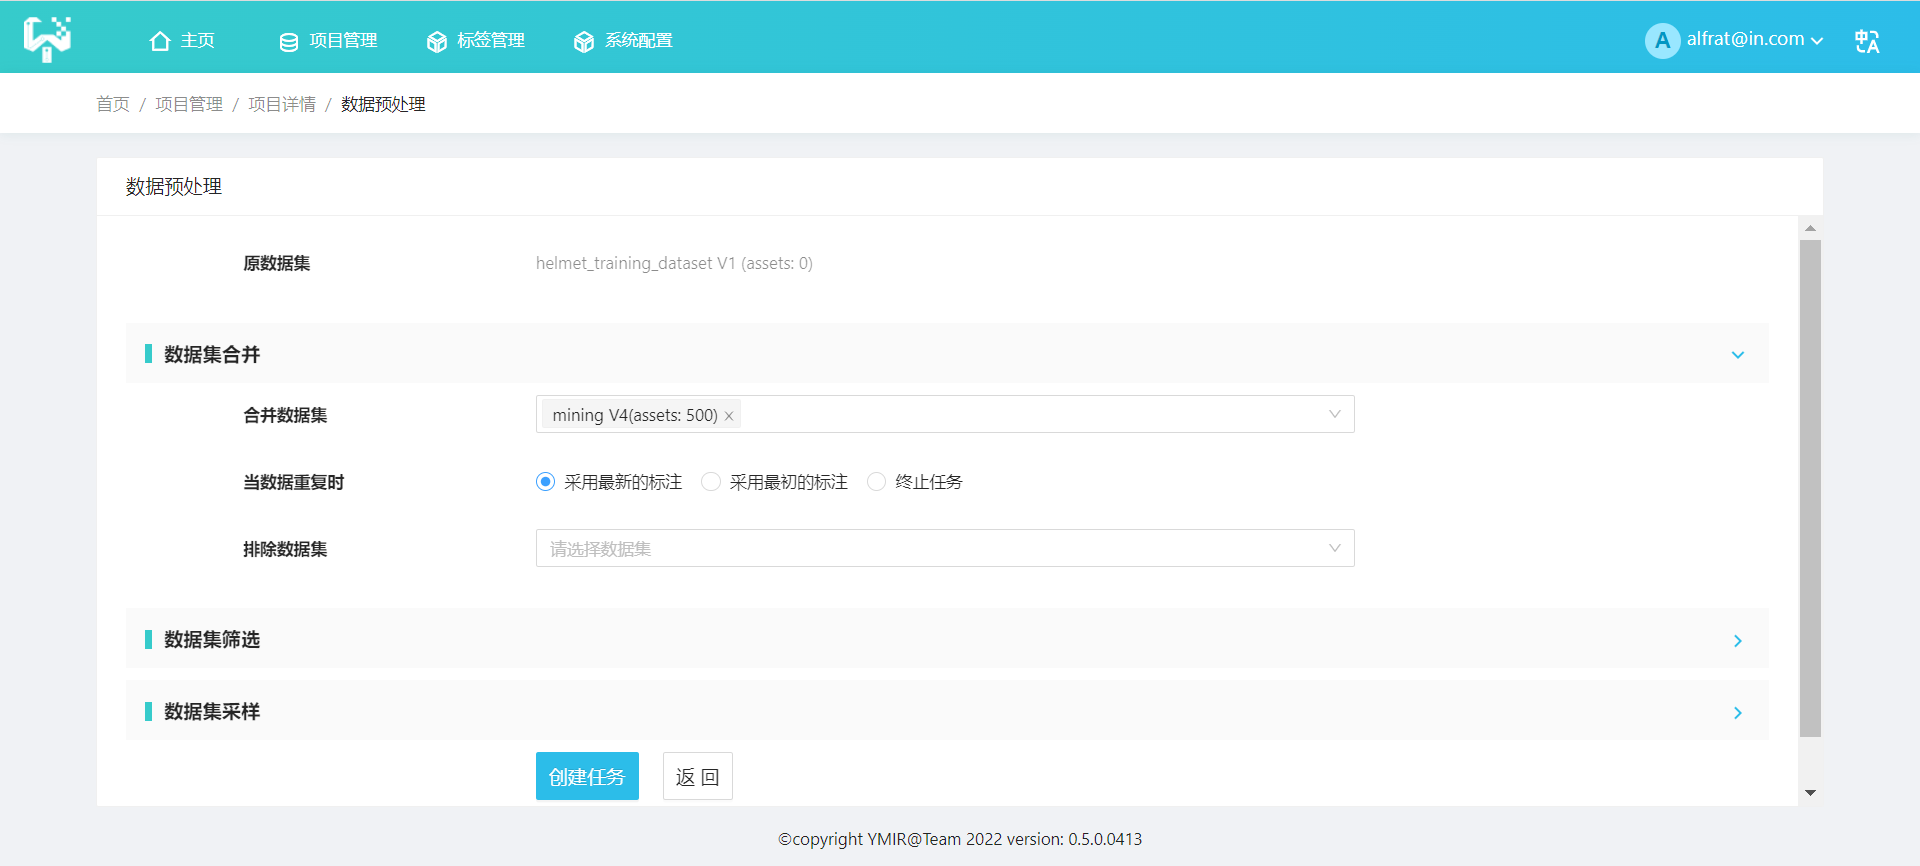 主页 项目管理 标签管理 系统配置 A alfrat@in.com 中A
首页 / 项目管理 / 项目详情 / 数据预处理
数据预处理
原数据集 helmet_training_dataset V1 (assets: 0)
数据集合并
合并数据集 mining V4(assets: 500) ×
当数据重复时 采用最新的标注 采用最初的标注 终止任务
排除数据集 请选择数据集
数据集筛选
数据集采样
创建任务 返 回
©copyright YMIR@Team 2022 version: 0.5.0.0413